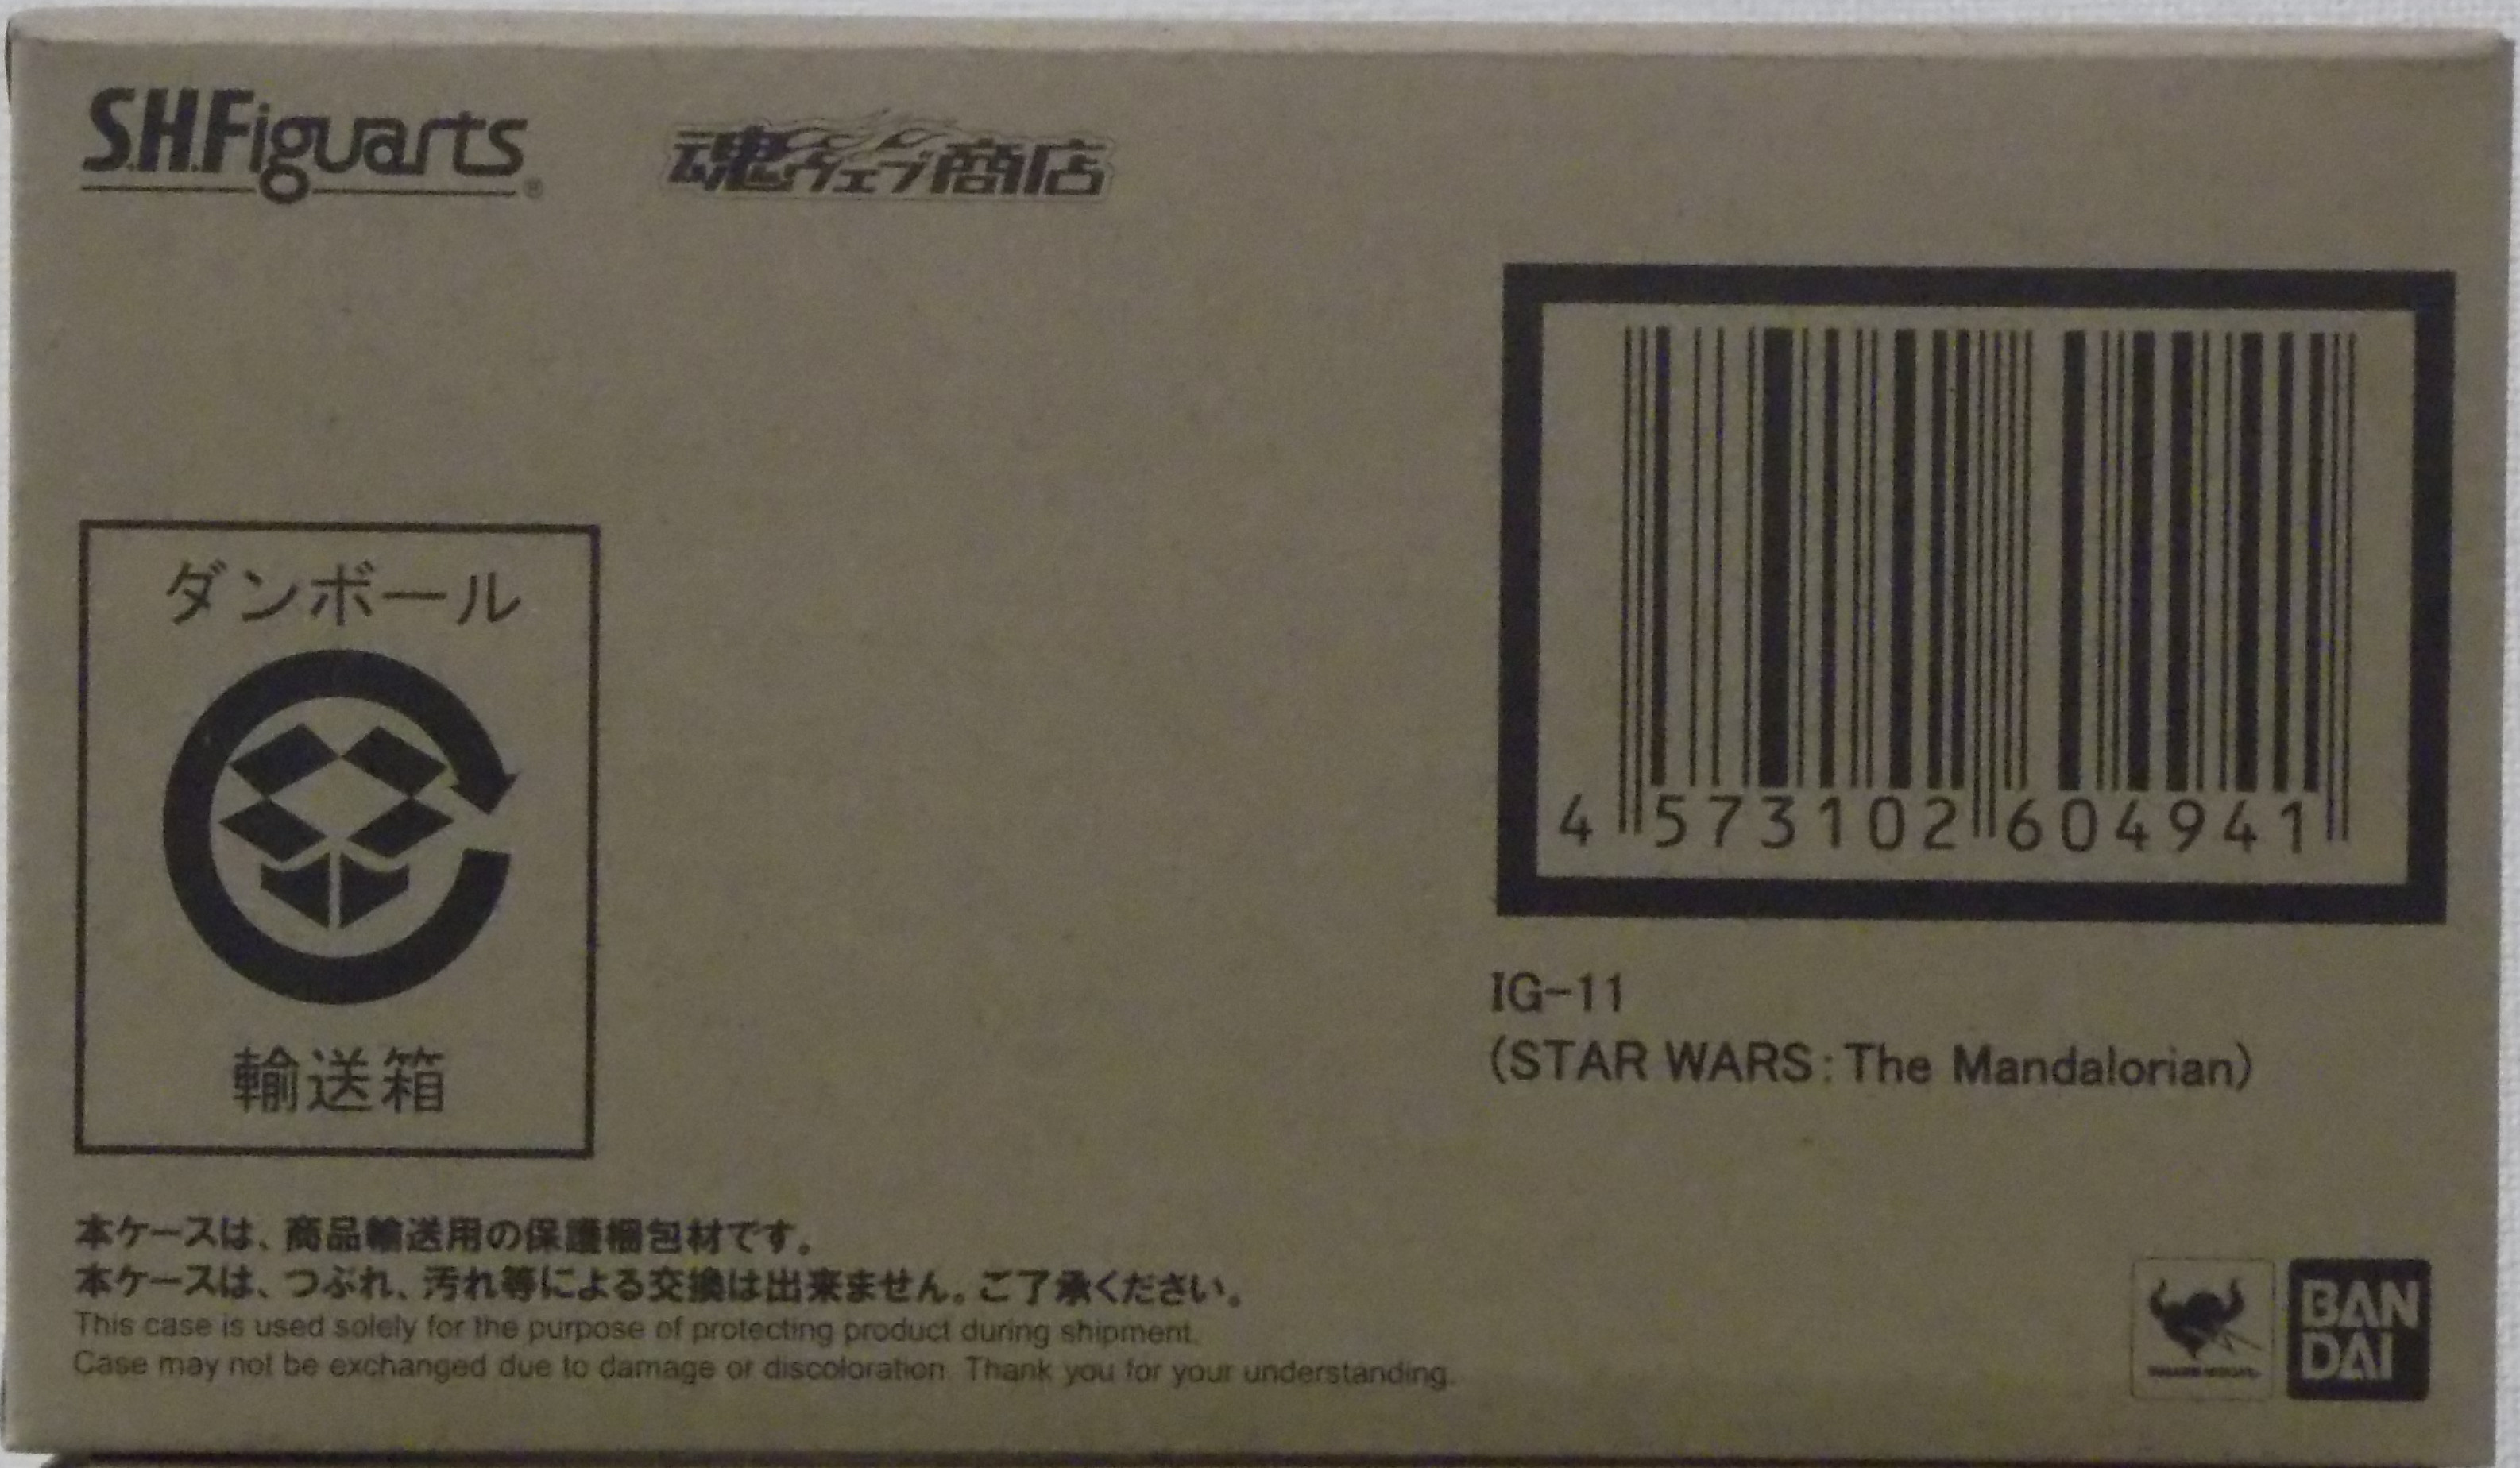 S.H.Figuarts®
魂ウェブ商店
ダンボール
輸送箱
4 573102 604941
IG-11
(STAR WARS：The Mandalorian)
本ケースは、商品輸送用の保護梱包材です。
本ケースは、つぶれ、汚れ等による交換は出来ません。ご了承ください。
This case is used solely for the purpose of protecting product during shipment.
Case may not be exchanged due to damage or discoloration. Thank you for your understanding.
BAN
DAI